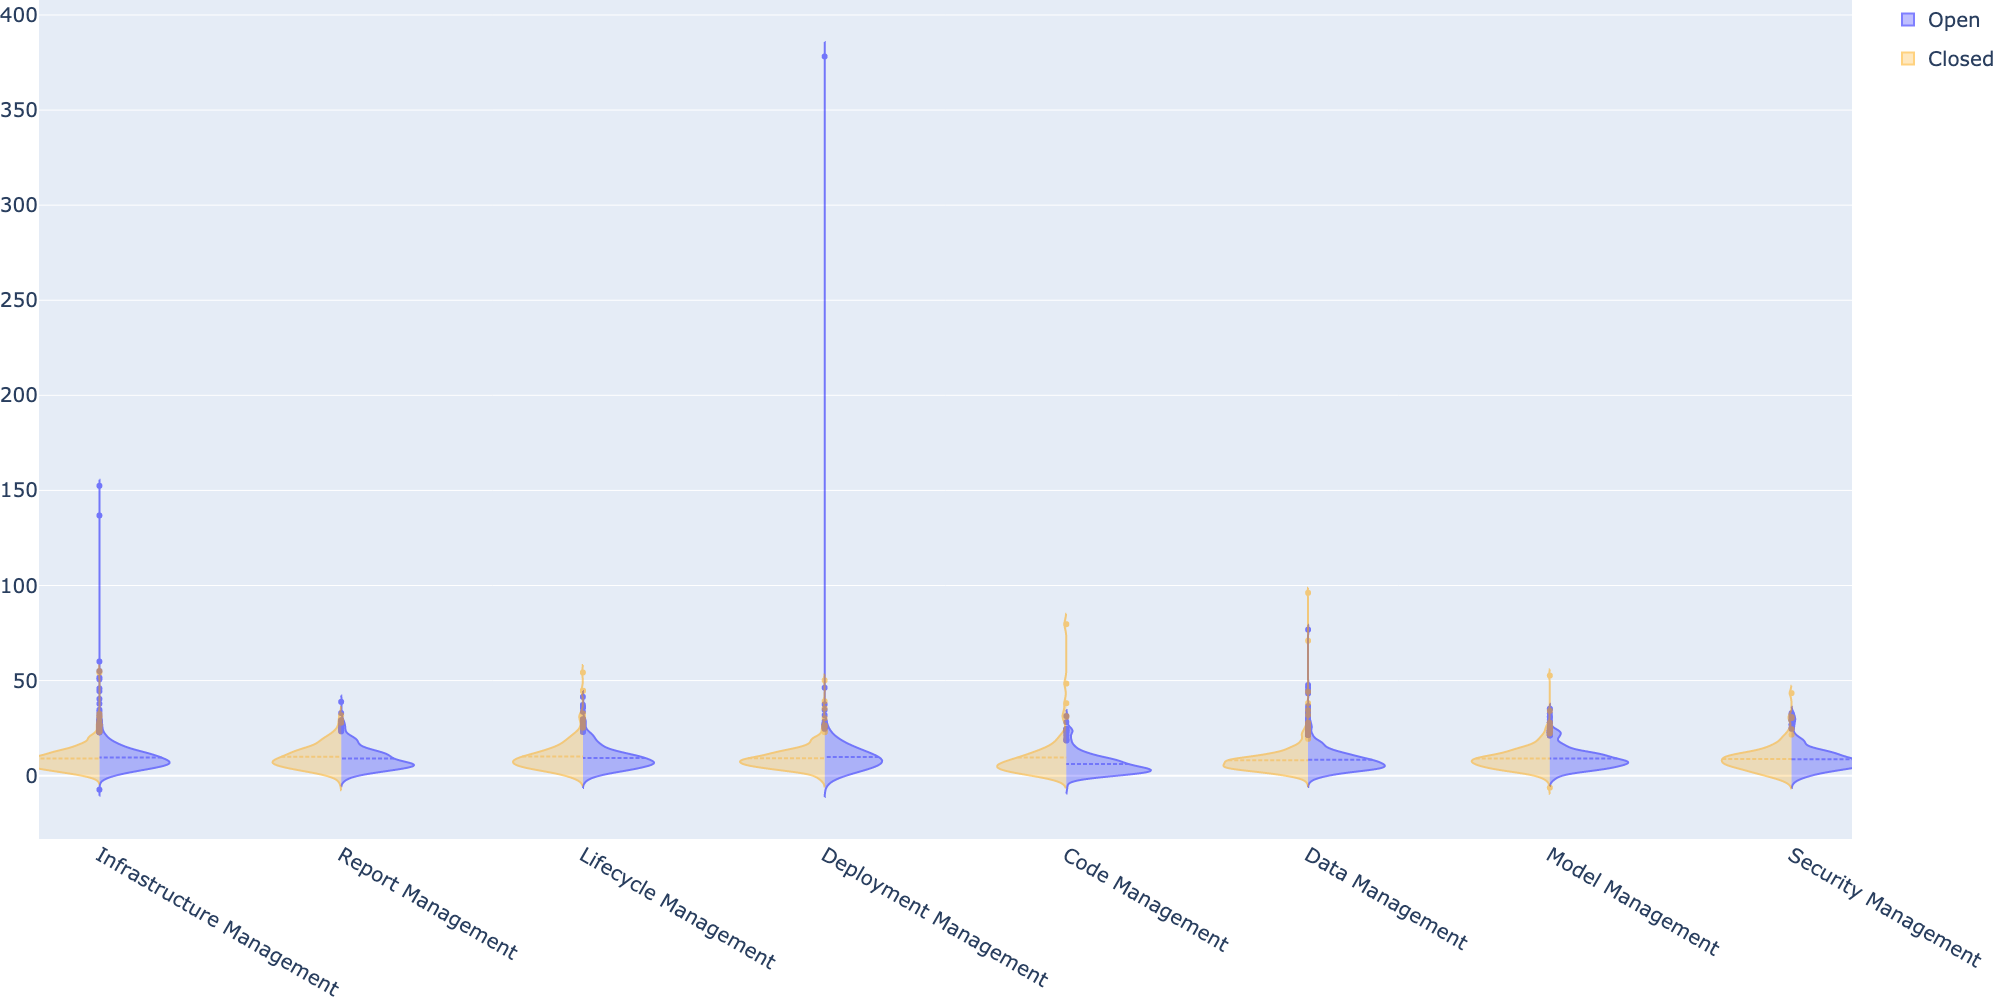 400
350
300
250
200
150
100
50
0
Infrastructure Management
Report Management
Lifecycle Management
Deployment Management
Code Management
Data Management
Model Management
Security Management
Open
Closed